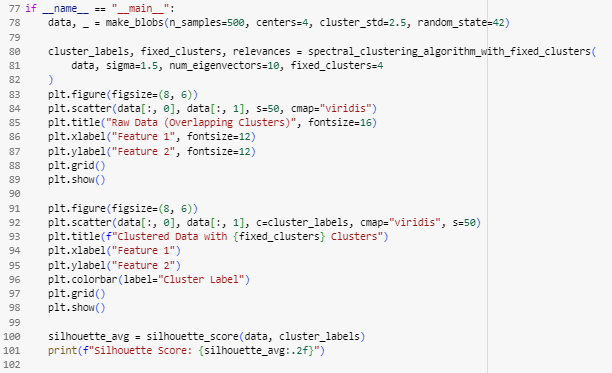 77 if __name__ == "__main__":
78     data, _ = make_blobs(n_samples=500, centers=4, cluster_std=2.5, random_state=42)
79
80     cluster_labels, fixed_clusters, relevances = spectral_clustering_algorithm_with_fixed_clusters(
81         data, sigma=1.5, num_eigenvectors=10, fixed_clusters=4
82     )
83     plt.figure(figsize=(8, 6))
84     plt.scatter(data[:, 0], data[:, 1], s=50, cmap="viridis")
85     plt.title("Raw Data (Overlapping Clusters)", fontsize=16)
86     plt.xlabel("Feature 1", fontsize=12)
87     plt.ylabel("Feature 2", fontsize=12)
88     plt.grid()
89     plt.show()
90
91     plt.figure(figsize=(8, 6))
92     plt.scatter(data[:, 0], data[:, 1], c=cluster_labels, cmap="viridis", s=50)
93     plt.title(f"Clustered Data with {fixed_clusters} Clusters")
94     plt.xlabel("Feature 1")
95     plt.ylabel("Feature 2")
96     plt.colorbar(label="Cluster Label")
97     plt.grid()
98     plt.show()
99
100     silhouette_avg = silhouette_score(data, cluster_labels)
101     print(f"Silhouette Score: {silhouette_avg:.2f}")
102